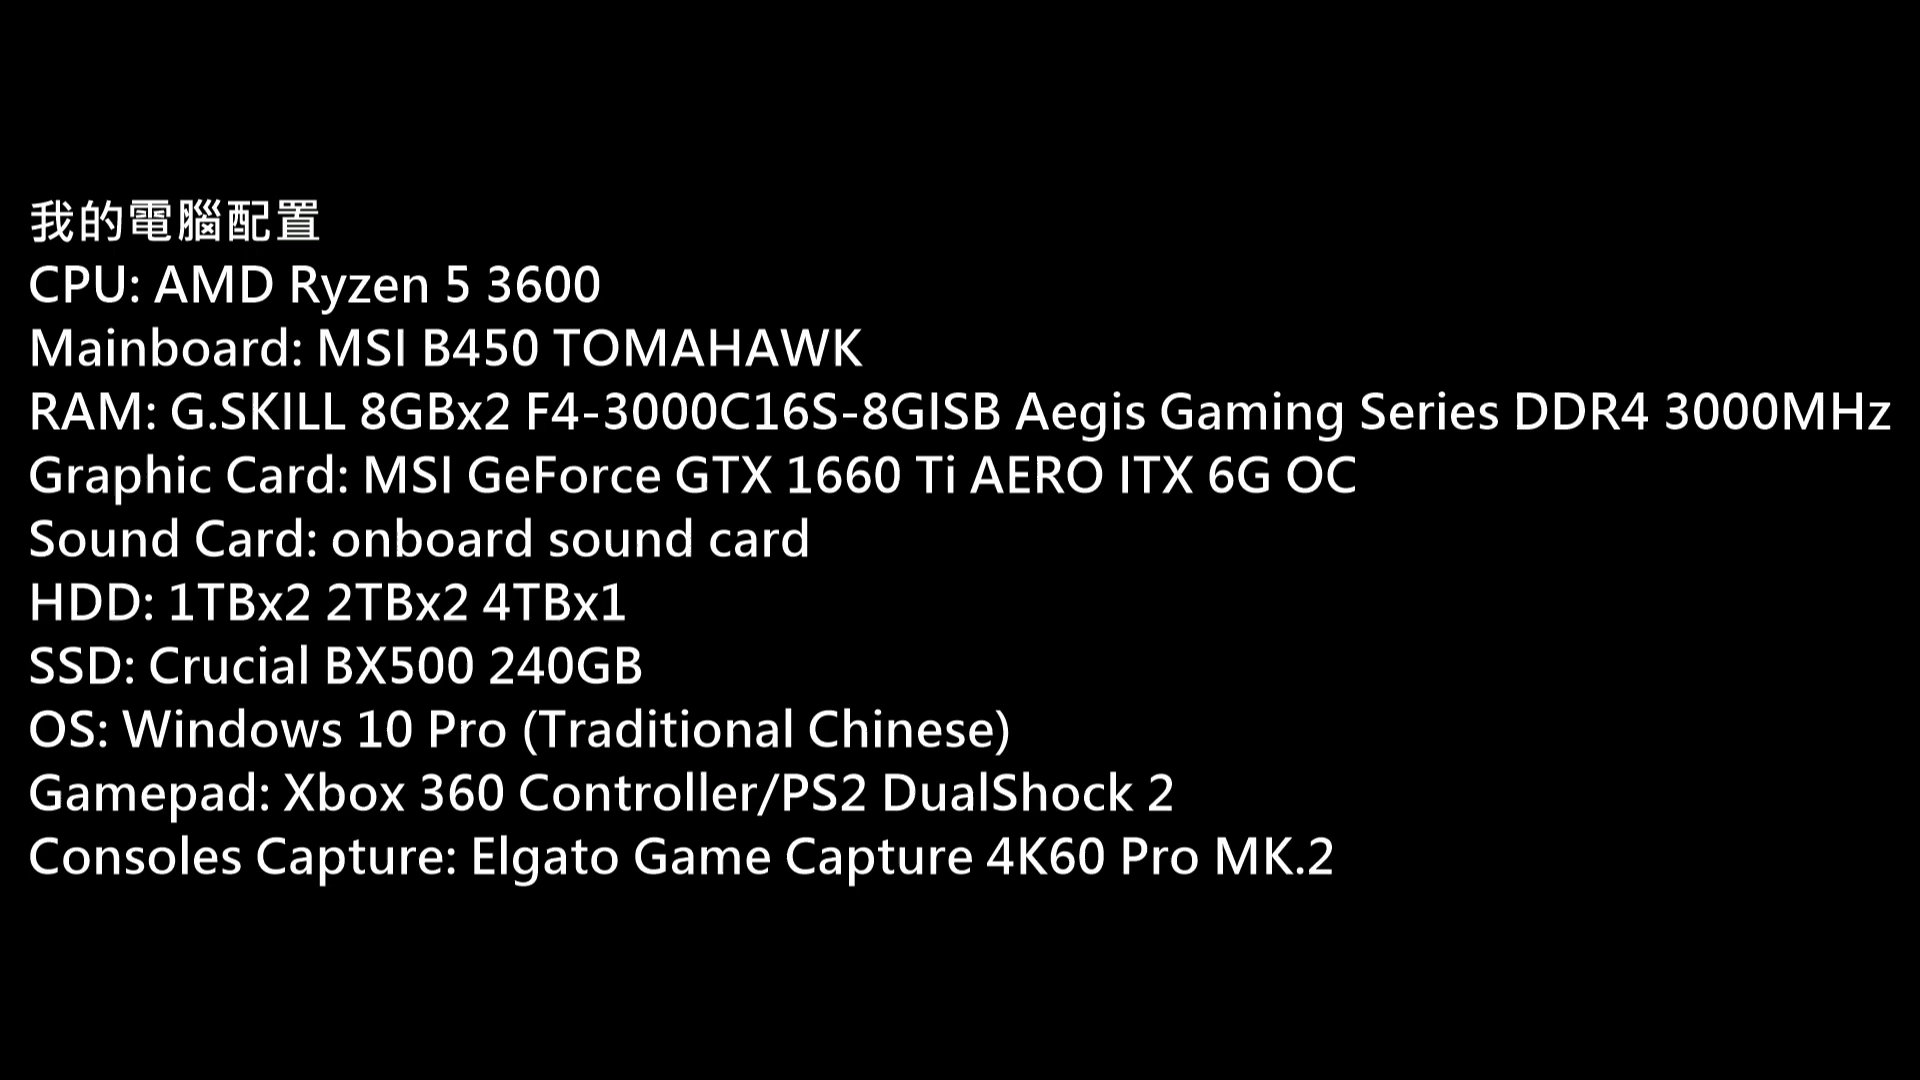 我的電腦配置
CPU: AMD Ryzen 5 3600
Mainboard: MSI B450 TOMAHAWK
RAM: G.SKILL 8GBx2 F4-3000C16S-8GISB Aegis Gaming Series DDR4 3000MHz
Graphic Card: MSI GeForce GTX 1660 Ti AERO ITX 6G OC
Sound Card: onboard sound card
HDD: 1TBx2 2TBx2 4TBx1
SSD: Crucial BX500 240GB
OS: Windows 10 Pro (Traditional Chinese)
Gamepad: Xbox 360 Controller/PS2 DualShock 2
Consoles Capture: Elgato Game Capture 4K60 Pro MK.2